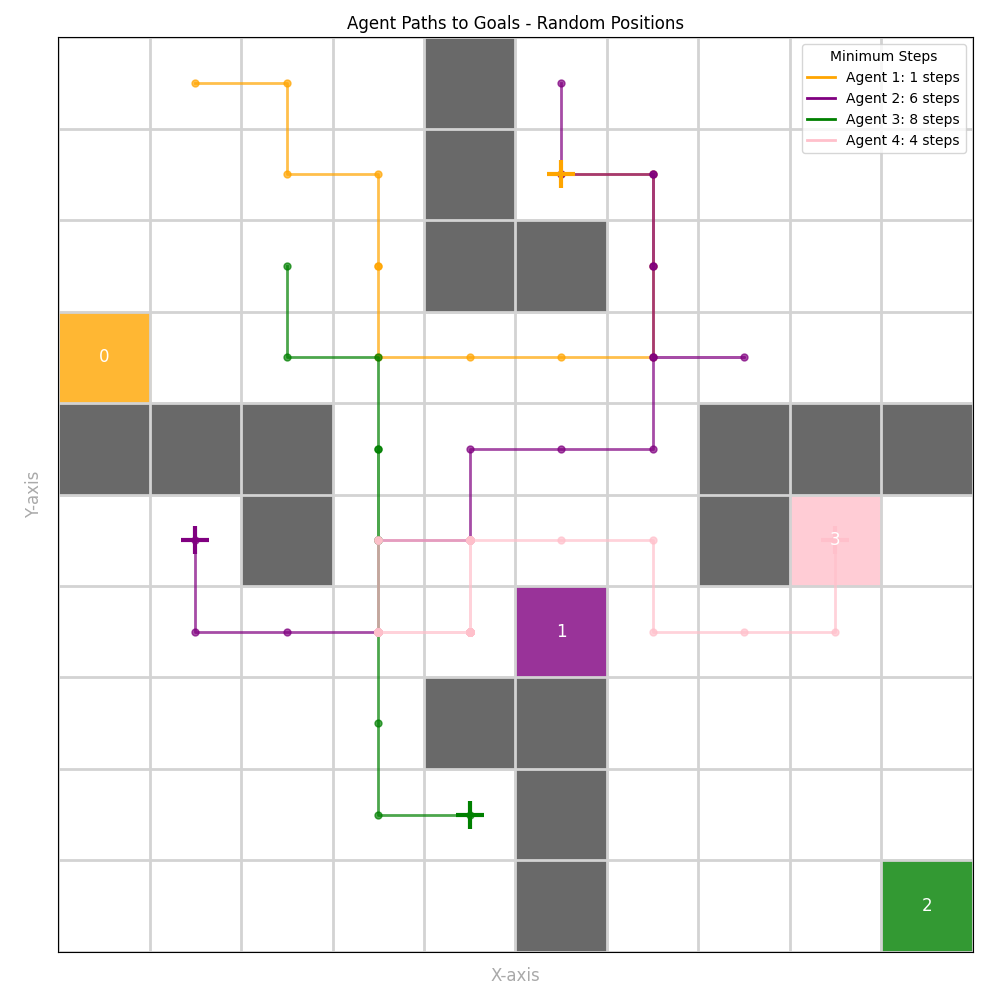 Agent Paths to Goals - Random Positions
Minimum Steps
Agent 1: 1 steps
Agent 2: 6 steps
Agent 3: 8 steps
Agent 4: 4 steps
0
3
1
2
Y-axis
X-axis